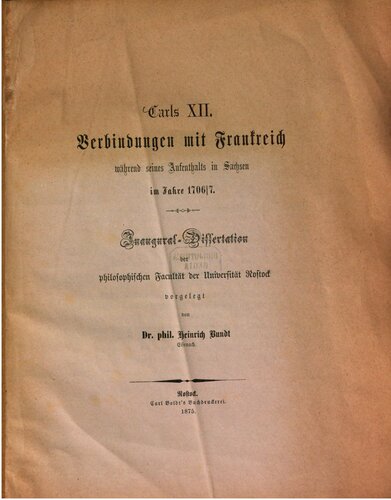 Carls XII.
Verbindungen mit Frankreich
während seines Aufenthalts in Sachsen
im Jahre 1706/7.
Inaugural-Dissertation
der
philosophischen Facultät der Universität Rostock
vorgelegt
von
Dr. phil. Heinrich Bundt
Rostock.
Carl Boldt's Buchdruckerei.
1875.